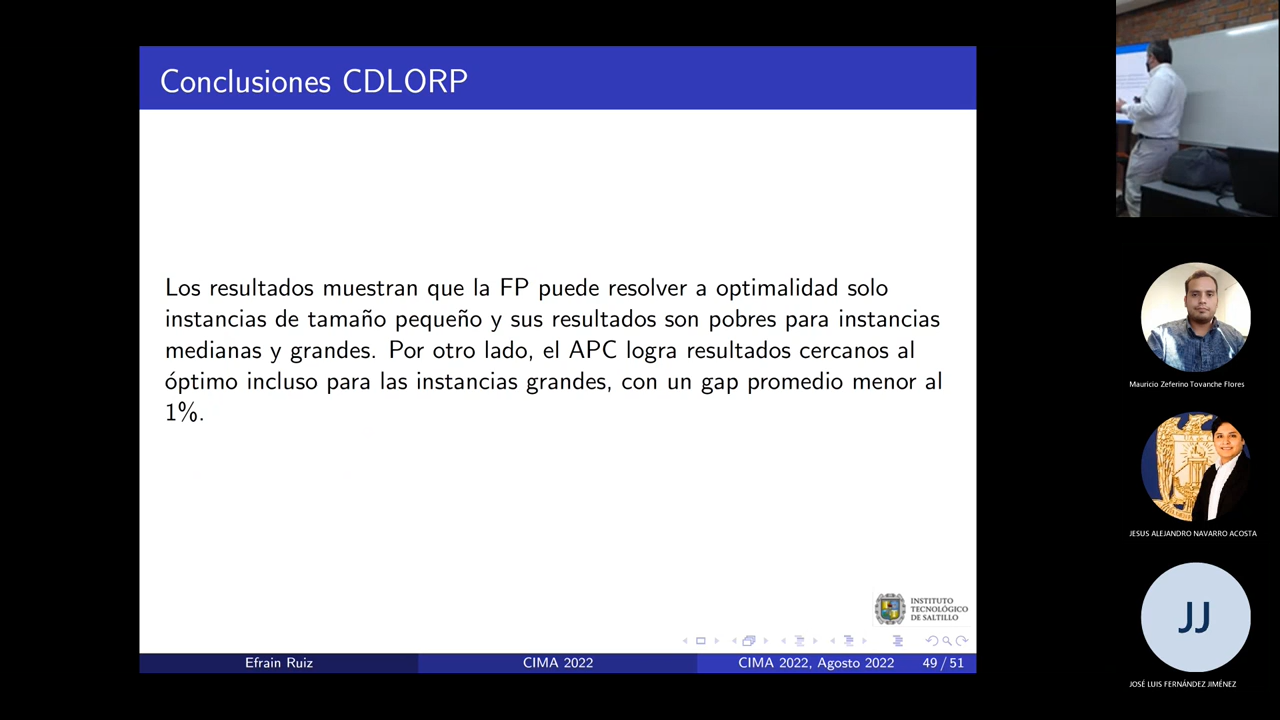 Conclusiones CDLORP
Los resultados muestran que la FP puede resolver a optimalidad solo
instancias de tamaño pequeño y sus resultados son pobres para instancias
medianas y grandes. Por otro lado, el APC logra resultados cercanos al
óptimo incluso para las instancias grandes, con un gap promedio menor al
1%.
INSTITUTO
TECNOLÓGICO
DE SALTILLO
Efrain Ruiz
CIMA 2022
CIMA 2022, Agosto 2022
49 / 51
Mauricio Zeferino Tovanche Flores
JESUS ALEJANDRO NAVARRO ACOSTA
JJ
JOSÉ LUIS FERNÁNDEZ JIMÉNEZ